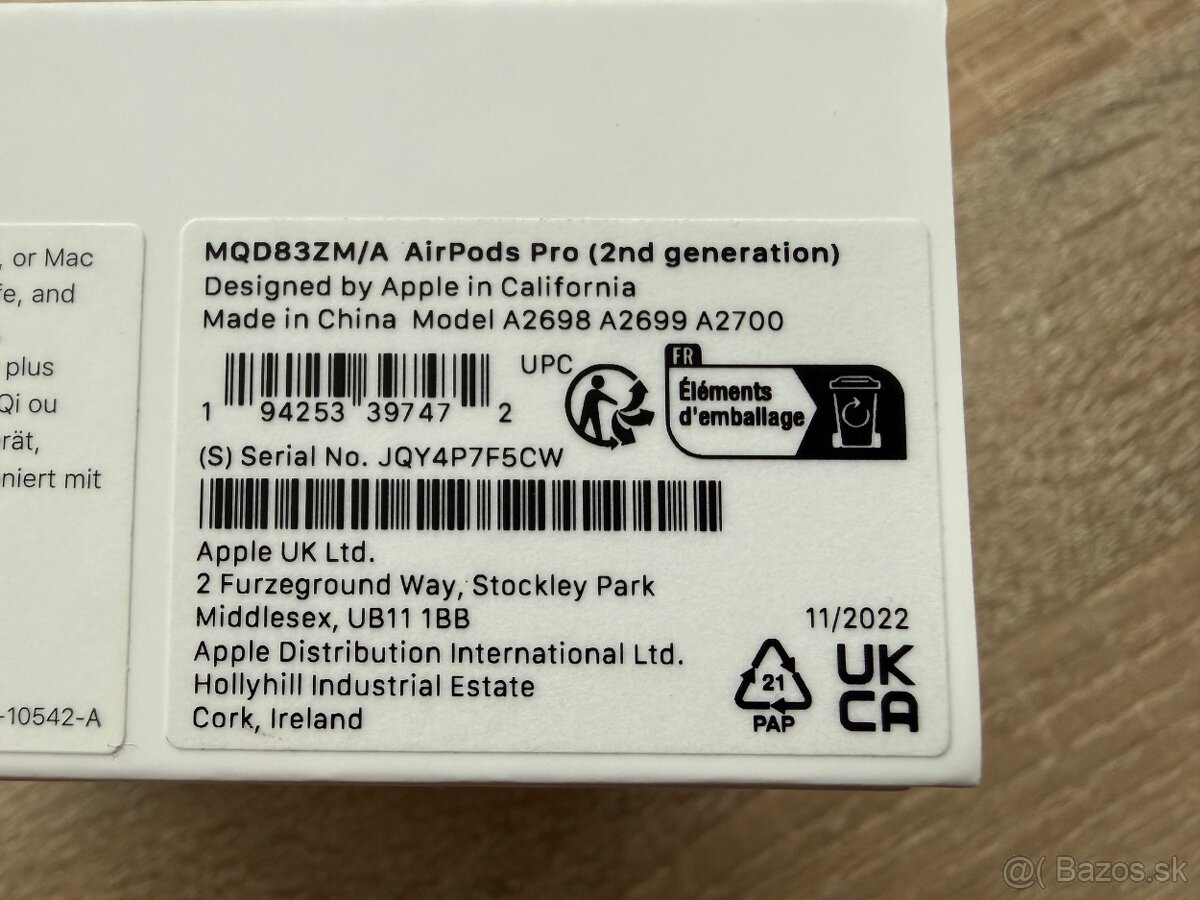 , or Mac
fe, and
plus
Qi ou
rät,
niert mit
-10542-A
MQD83ZM/A AirPods Pro (2nd generation)
Designed by Apple in California
Made in China Model A2698 A2699 A2700
1 94253 39747 2
UPC
FR
Éléments
d'emballage
(S) Serial No. JQY4P7F5CW
Apple UK Ltd.
2 Furzeground Way, Stockley Park
Middlesex, UB11 1BB
11/2022
Apple Distribution International Ltd.
Hollyhill Industrial Estate
Cork, Ireland
21
PAP
UK
CA
@( Bazos.sk